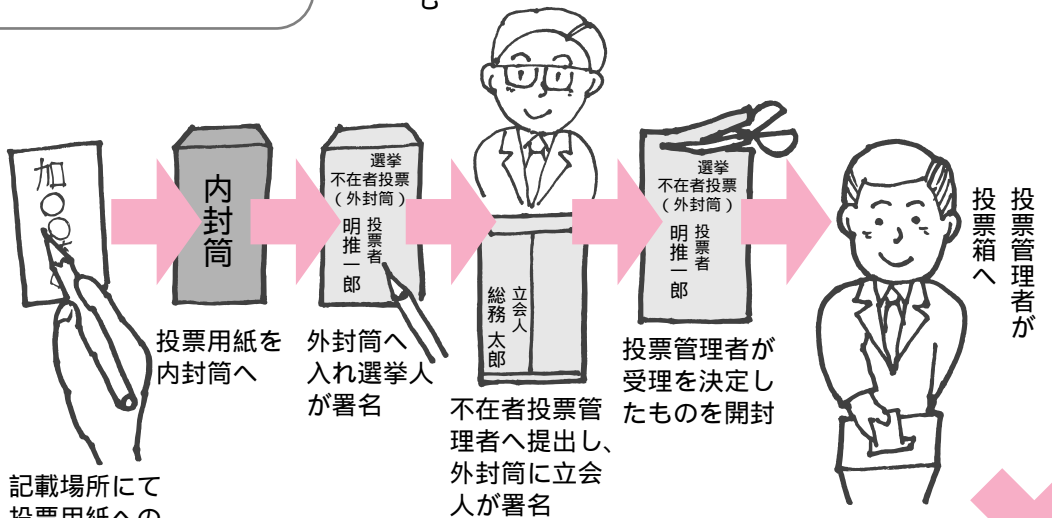 加〇〇
記載場所にて
投票用紙への
内封筒
投票用紙を
内封筒へ
選挙
不在者投票
(外封筒)
投票者
明推一郎
外封筒へ
入れ選挙人
が署名
立会人
総務 太郎
不在者投票管
理者へ提出し、
外封筒に立会
人が署名
選挙
不在者投票
(外封筒)
投票者
明推一郎
投票管理者が
受理を決定し
たものを開封
投票管理者が
投票箱へ